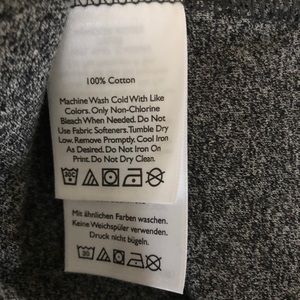 100% Cotton
Machine Wash Cold With Like
Colors. Only Non-Chlorine
Bleach When Needed. Do Not
Use Fabric Softeners. Tumble Dry
Low. Remove Promptly. Cool Iron
As Desired. Do Not Iron On
Print. Do Not Dry Clean.
30
Mit ähnlichen Farben waschen.
Keine Weichspüler verwenden.
Druck nicht bügeln.
30